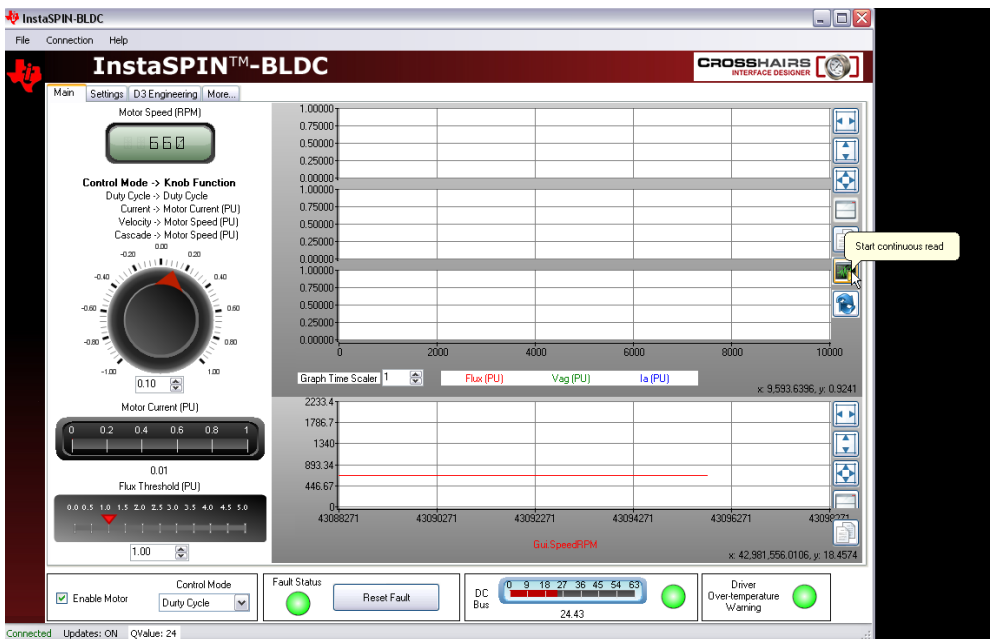 InstaSPIN-BLDC
File Connection Help
InstaSPIN™-BLDC
CROSSHAIRS
INTERFACE DESIGNER
Main Settings D3 Engineering More...
Motor Speed (RPM)
660
Control Mode -> Knob Function
Duty Cycle -> Duty Cycle
Current -> Motor Current (PU)
Velocity -> Motor Speed (PU)
Cascade -> Motor Speed (PU)
0.00
-0.20 0.20
-0.40 0.40
-0.60 0.60
-0.80 0.80
-1.00 1.00
0.10
Motor Current (PU)
0 0.2 0.4 0.6 0.8 1
0.01
Flux Threshold (PU)
0.0 0.5 1.0 1.5 2.0 2.5 3.0 3.5 4.0 4.5 5.0
1.00
1.00000
0.75000
0.50000
0.25000
0.00000
1.00000
0.75000
0.50000
0.25000
0.00000
1.00000
0.75000
0.50000
0.25000
0.00000
0 2000 4000 6000 8000 10000
Start continuous read
Graph Time Scaler 1 Flux (PU) Vag (PU) Ia (PU)
x: 9,593.6396, y: 0.9241
2233.4
1786.7
1340
893.34
446.67
0
43088271 43090271 43092271 43094271 43096271 43098271
Gui.SpeedRPM
x: 42,981,556.0106, y: 18.4574
Enable Motor
Control Mode
Durty Cycle
Fault Status
Reset Fault
DC
Bus
0 9 18 27 36 45 54 63
24.43
Driver
Over-temperature
Warning
Connected Updates: ON QValue: 24